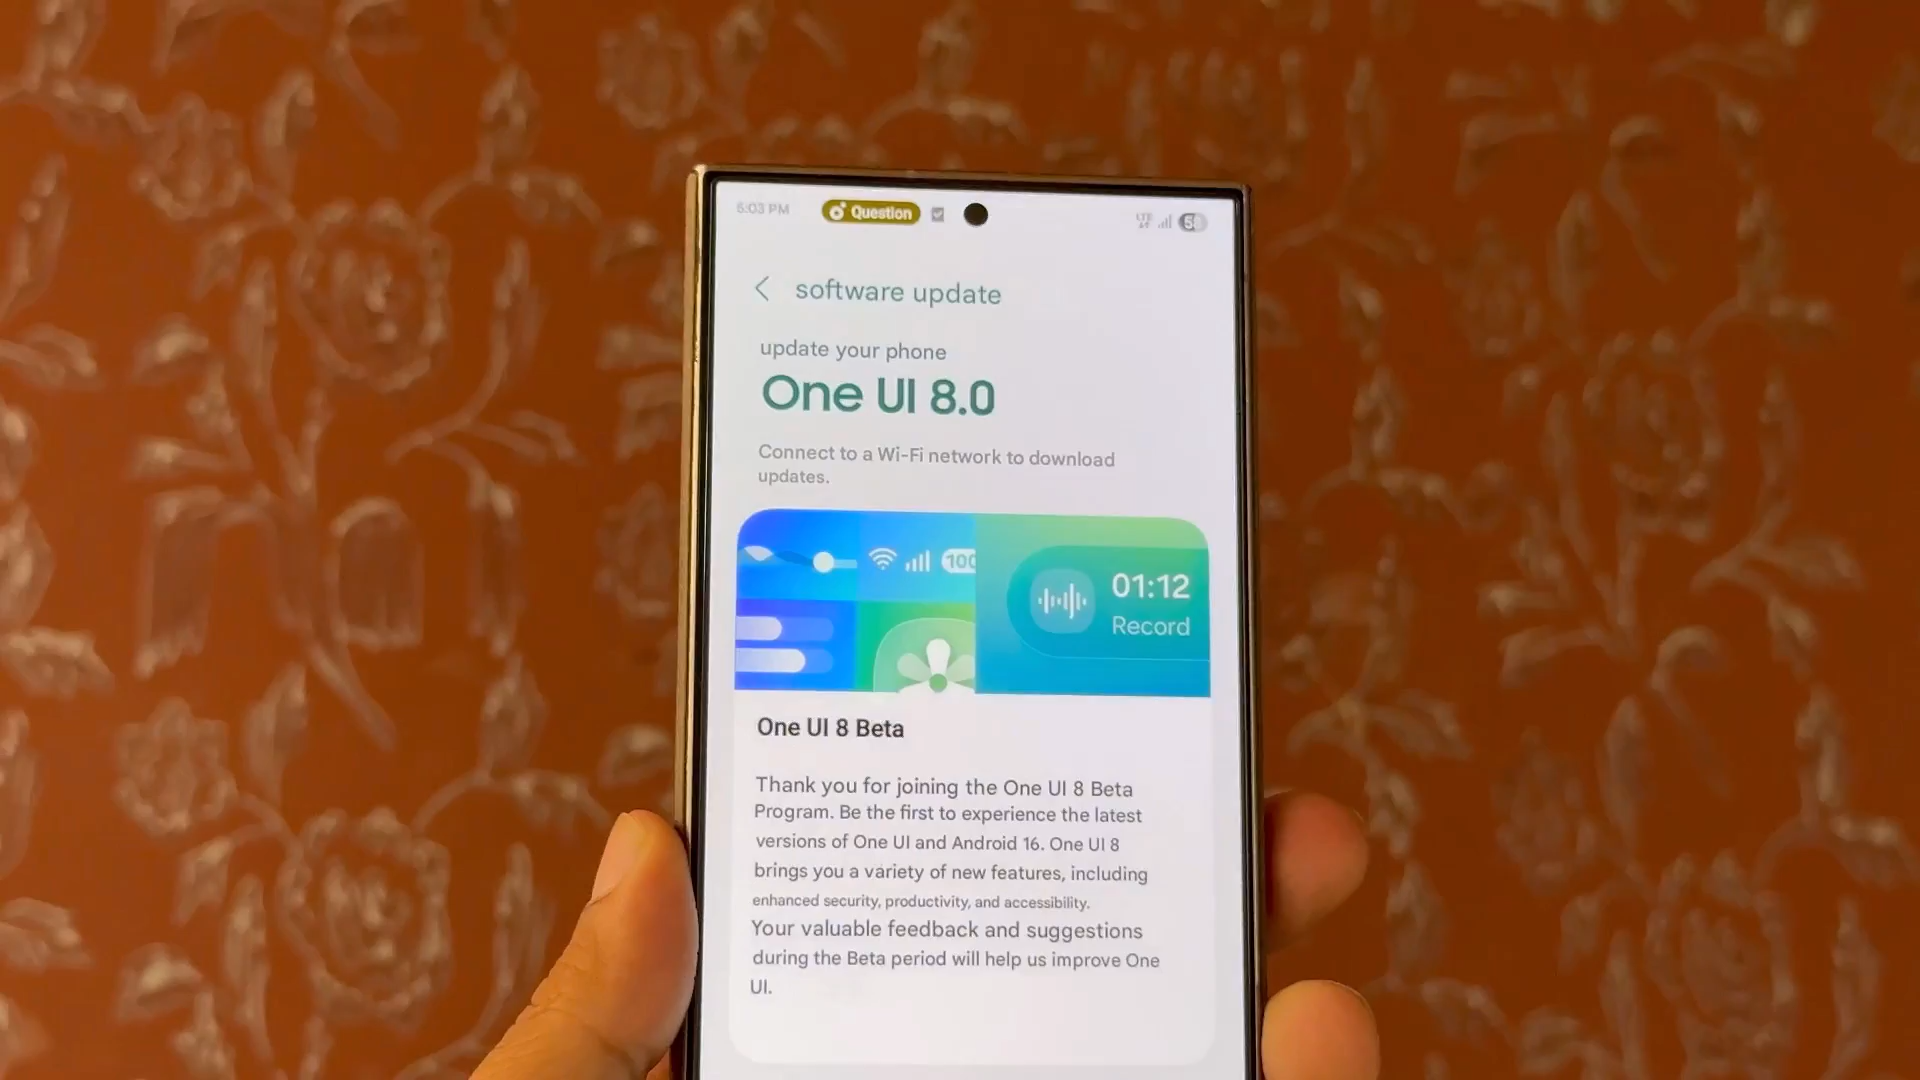 5:03 PM
Question
LTE
software update
update your phone
One UI 8.0
Connect to a Wi-Fi network to download
updates.
100
01:12
Record
One UI 8 Beta
Thank you for joining the One UI 8 Beta
Program. Be the first to experience the latest
versions of One UI and Android 16. One UI 8
brings you a variety of new features, including
enhanced security, productivity, and accessibility.
Your valuable feedback and suggestions
during the Beta period will help us improve One
UI.